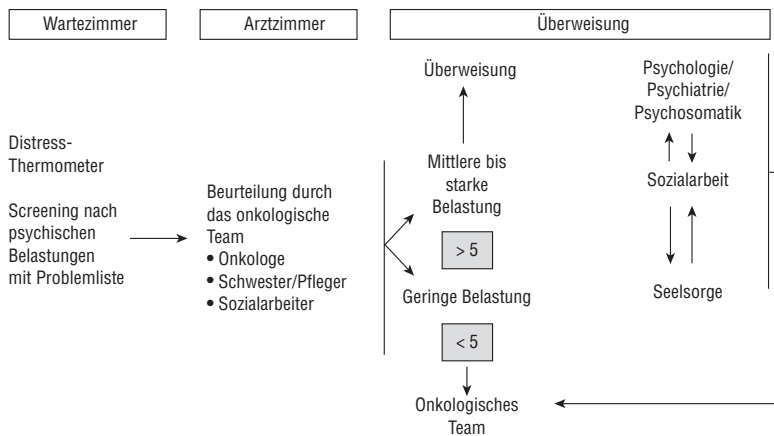 Wartezimmer
Arztzimmer
Überweisung
Distress-
Thermometer
Screening nach
psychischen
Belastungen
mit Problemliste
Beurteilung durch
das onkologische
Team
• Onkologe
• Schwester/Pfleger
• Sozialarbeiter
Überweisung
Mittlere bis
starke
Belastung
> 5
Geringe Belastung
< 5
Onkologisches
Team
Psychologie/
Psychiatrie/
Psychosomatik
Sozialarbeit
Seelsorge